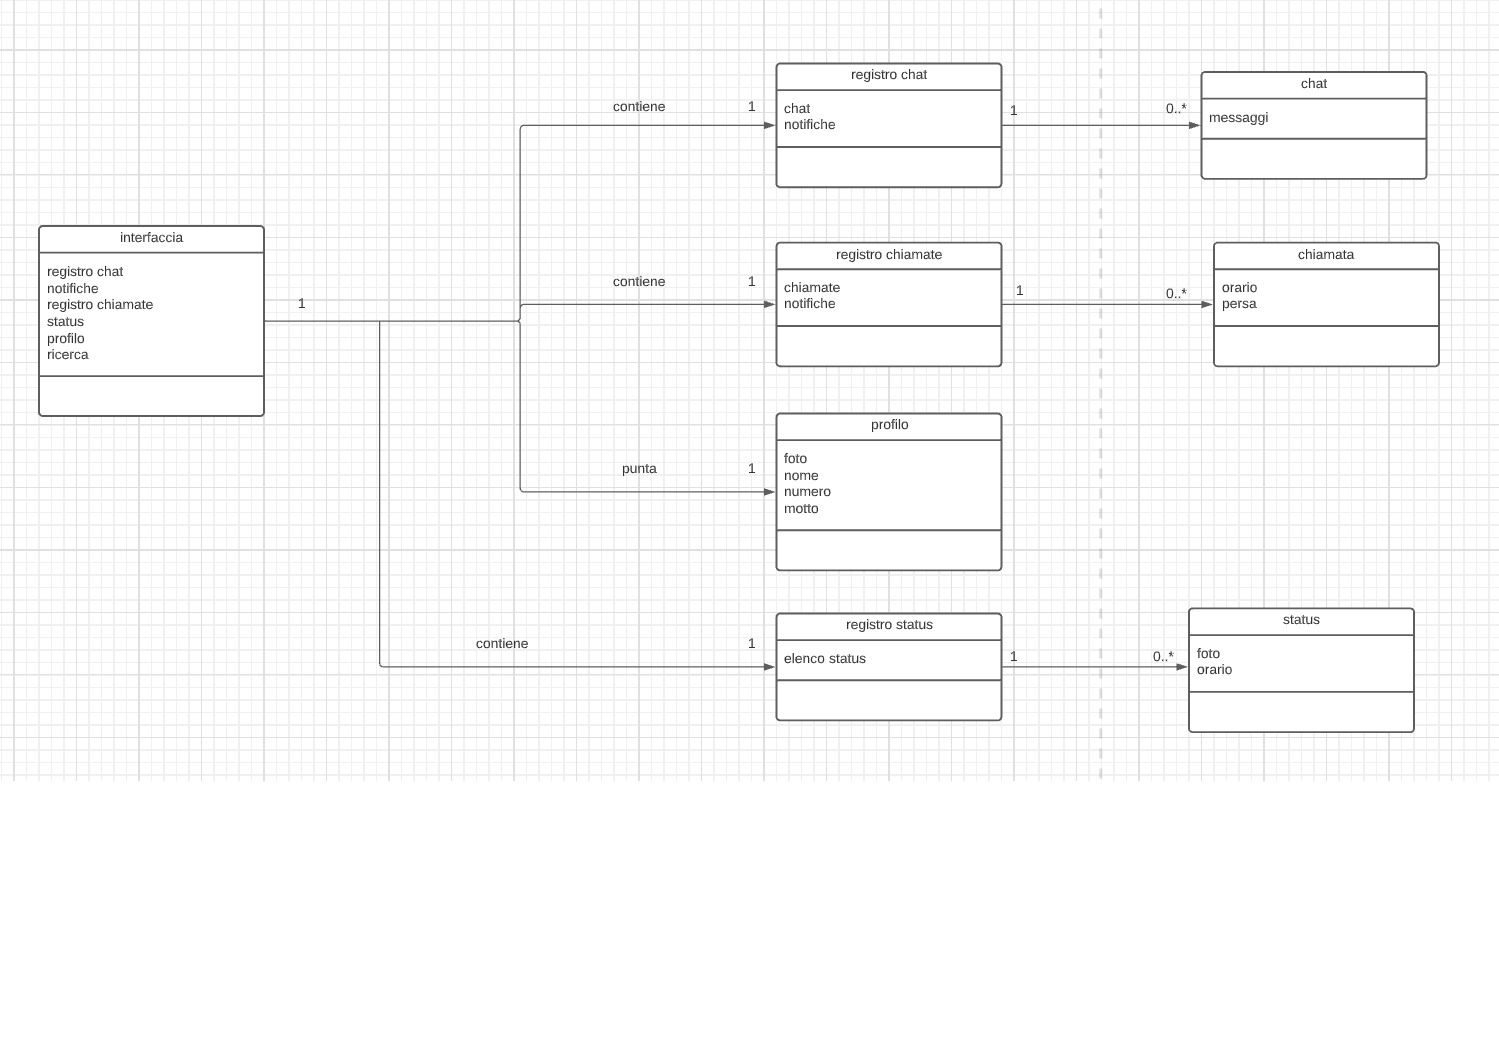 registro chat
chat
notifiche
contiene
1
1
0..*
chat
messaggi
interfaccia
registro chat
notifiche
registro chiamate
status
profilo
ricerca
1
contiene
1
registro chiamate
chiamate
notifiche
1
0..*
chiamata
orario
persa
punta
1
profilo
foto
nome
numero
motto
contiene
1
registro status
elenco status
1
0..*
status
foto
orario